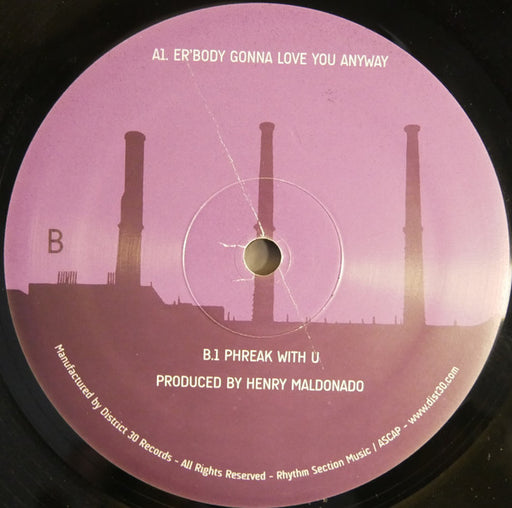 A1. ER'BODY GONNA LOVE YOU ANYWAY
B
B.1 PHREAK WITH U
PRODUCED BY HENRY MALDONADO
Manufactured by District 30 Records - All Rights Reserved - Rhythm Section Music / ASCAP - www.dist30.com